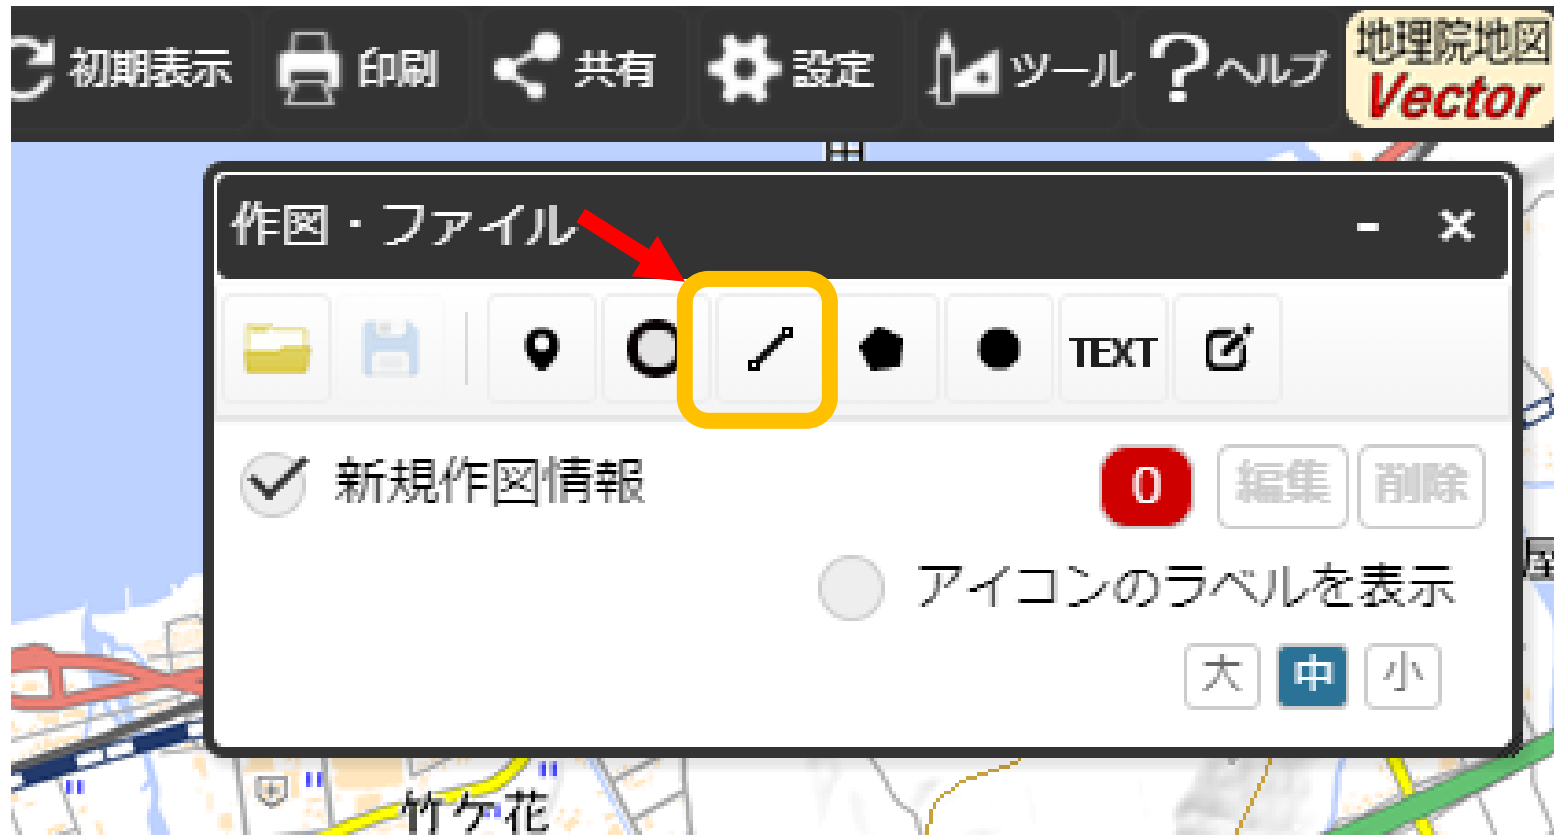 初期表示 印刷 共有 設定 ツール ?ヘルプ 地理院地図
Vector
作図・ファイル - ×
TEXT
新規作図情報 0 編集 削除
アイコンのラベルを表示
大 中 小
竹ケ花